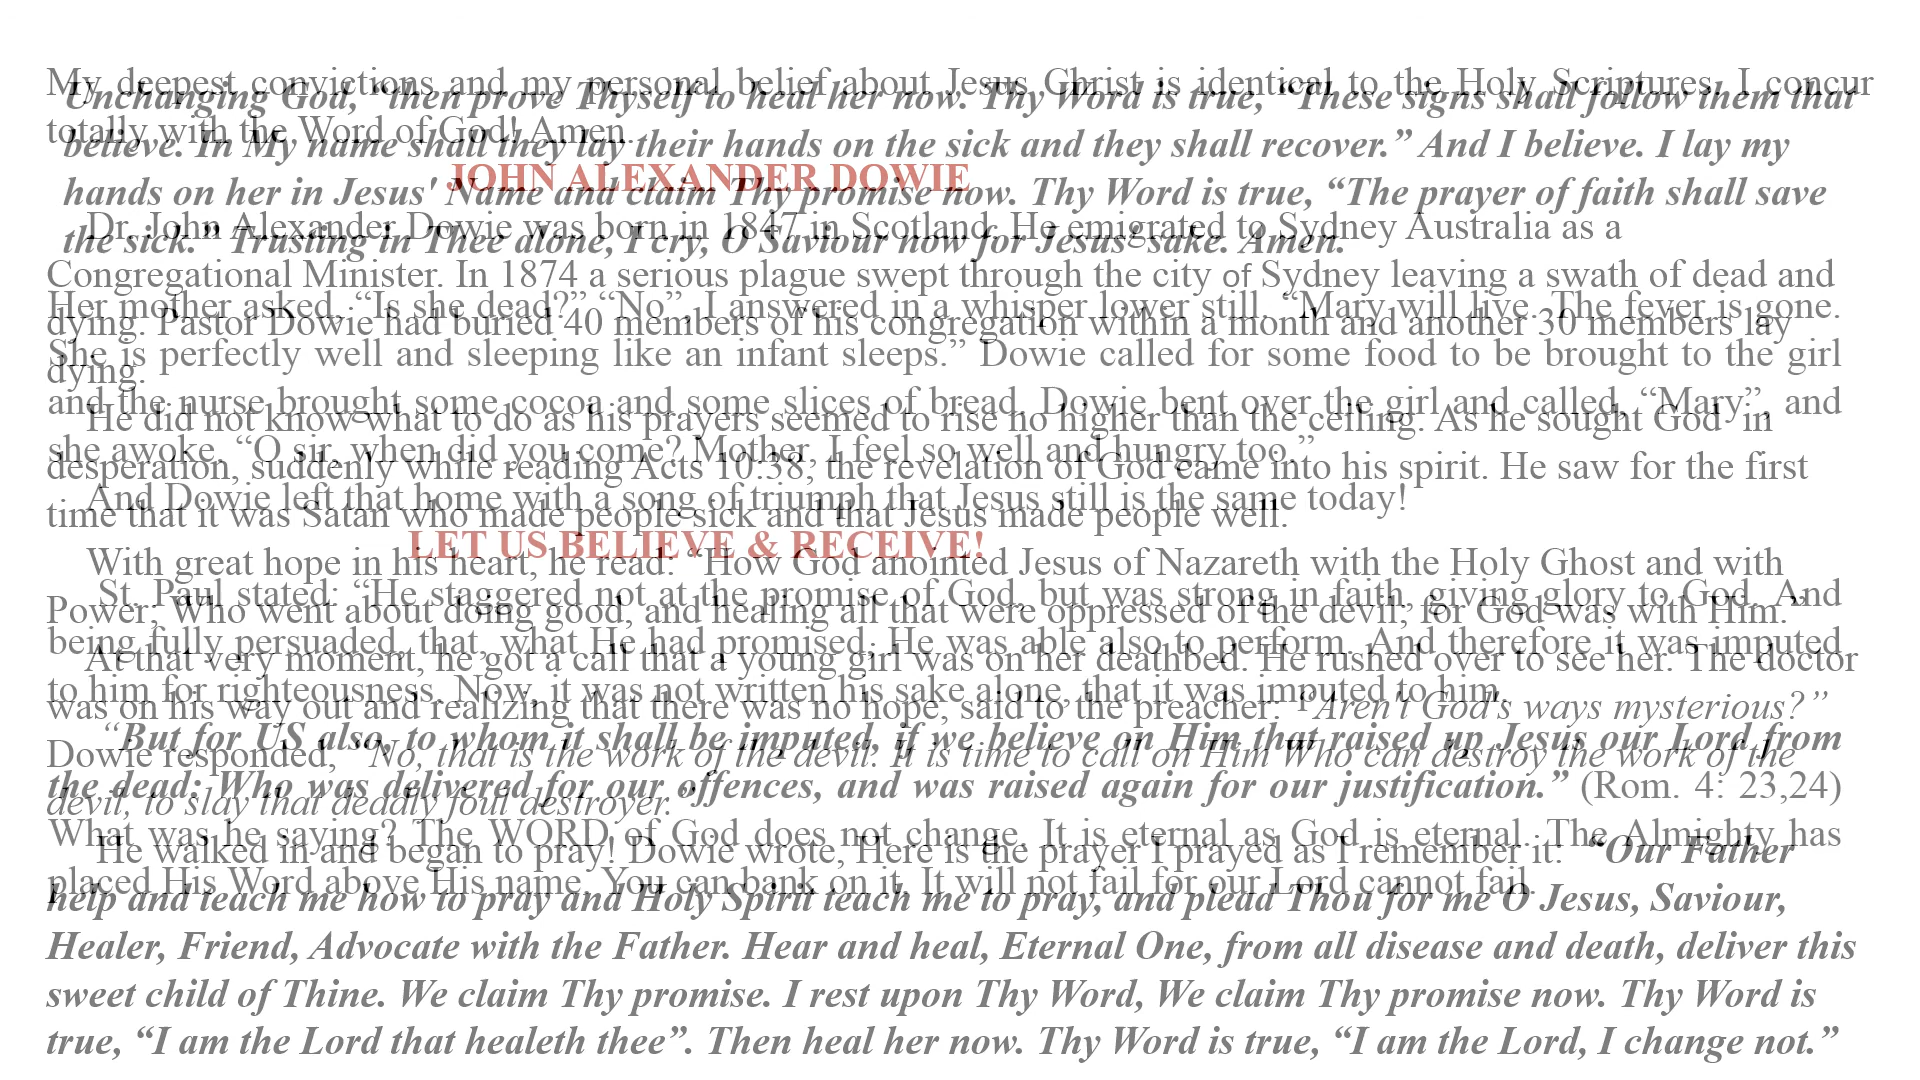 My deepest convictions and my personal belief about Jesus Christ is identical to the Holy Scriptures. I concur
totally with the Word of God! Amen.
JOHN ALEXANDER DOWIE
Dr. John Alexander Dowie was born in 1847 in Scotland. He emigrated to Sydney Australia as a
Congregational Minister. In 1874 a serious plague swept through the city of Sydney leaving a swath of dead and
dying. Pastor Dowie had buried 40 members of his congregation within a month and another 30 members lay
dying.
He did not know what to do as his prayers seemed to rise no higher than the ceiling. As he sought God in
desperation, suddenly while reading Acts 10:38, the revelation of God came into his spirit. He saw for the first
time that it was Satan who made people sick and that Jesus made people well.
With great hope in his heart, he read: “How God anointed Jesus of Nazareth with the Holy Ghost and with
Power; Who went about doing good, and healing all that were oppressed of the devil; for God was with Him.”
At that very moment, he got a call that a young girl was on her deathbed. He rushed over to see her. The doctor
was on his way out and realizing that there was no hope, said to the preacher: “Aren't God's ways mysterious?”
Dowie responded, “No, that is the work of the devil. It is time to call on Him Who can destroy the work of the
devil, to slay that deadly foul destroyer.”
He walked in and began to pray! Dowie wrote, Here is the prayer I prayed as I remember it: “Our Father
help and teach me how to pray and Holy Spirit teach me to pray, and plead Thou for me O Jesus, Saviour,
Healer, Friend, Advocate with the Father. Hear and heal, Eternal One, from all disease and death, deliver this
sweet child of Thine. We claim Thy promise. I rest upon Thy Word, We claim Thy promise now. Thy Word is
true, “I am the Lord that healeth thee”. Then heal her now. Thy Word is true, “I am the Lord, I change not.”
Unchanging God, “then prove Thyself to heal her now. Thy Word is true, “These signs shall follow them that
believe. In My name shall they lay their hands on the sick and they shall recover.” And I believe. I lay my
hands on her in Jesus' Name and claim Thy promise now. Thy Word is true, “The prayer of faith shall save
the sick.” Trusting in Thee alone, I cry, O Saviour now for Jesus' sake. Amen.
Her mother asked, “Is she dead?” “No”, I answered in a whisper lower still. “Mary will live. The fever is gone.
She is perfectly well and sleeping like an infant sleeps.” Dowie called for some food to be brought to the girl
and the nurse brought some cocoa and some slices of bread. Dowie bent over the girl and called, “Mary”, and
she awoke, “O sir, when did you come? Mother, I feel so well and hungry too.”
And Dowie left that home with a song of triumph that Jesus still is the same today!
LET US BELIEVE & RECEIVE!
St. Paul stated: “He staggered not at the promise of God, but was strong in faith, giving glory to God. And
being fully persuaded, that, what He had promised; He was able also to perform. And therefore it was imputed
to him for righteousness. Now, it was not written his sake alone, that it was imputed to him.
“But for US also, to whom it shall be imputed, if we believe on Him that raised up Jesus our Lord from
the dead; Who was delivered for our offences, and was raised again for our justification.” (Rom. 4: 23,24)
What was he saying? The WORD of God does not change. It is eternal as God is eternal. The Almighty has
placed His Word above His name. You can bank on it. It will not fail for our Lord cannot fail.